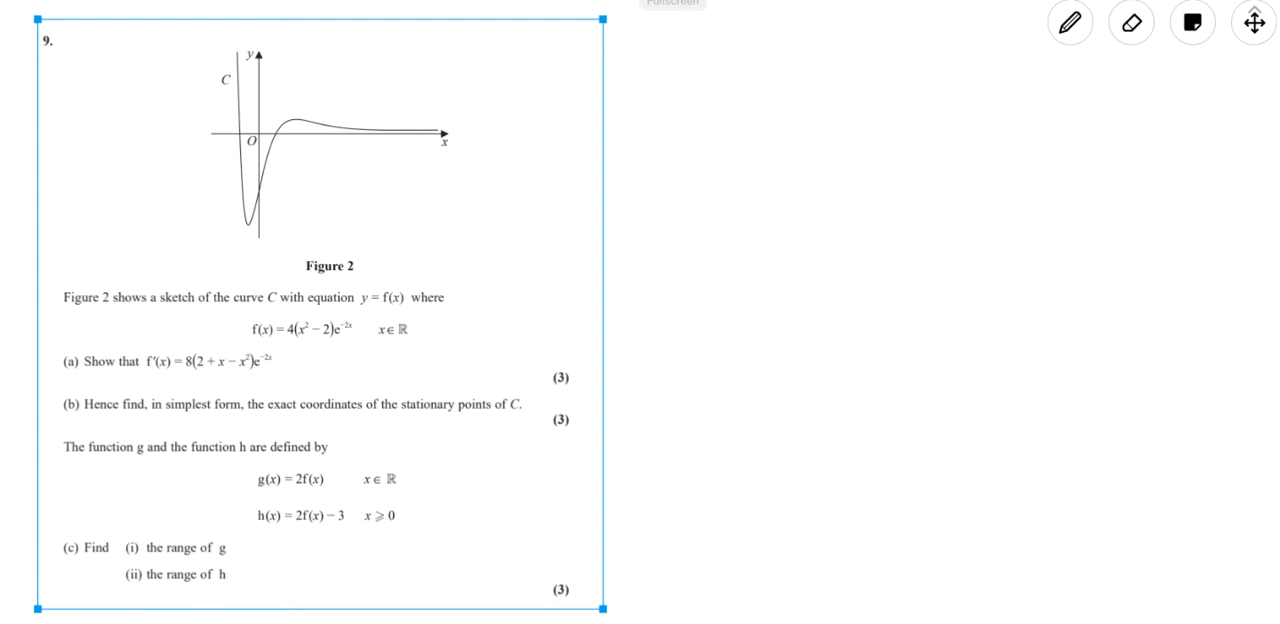 Fullscreen
9.
y
C
O
x
Figure 2
Figure 2 shows a sketch of the curve C with equation y = f(x) where
f(x) = 4(x² – 2)e⁻²ˣ x∈ ℝ
(a) Show that f′(x) = 8(2 + x – x²)e⁻²ˣ
(3)
(b) Hence find, in simplest form, the exact coordinates of the stationary points of C.
(3)
The function g and the function h are defined by
g(x) = 2f(x) x∈ ℝ
h(x) = 2f(x) – 3 x ⩾ 0
(c) Find (i) the range of g
(ii) the range of h
(3)